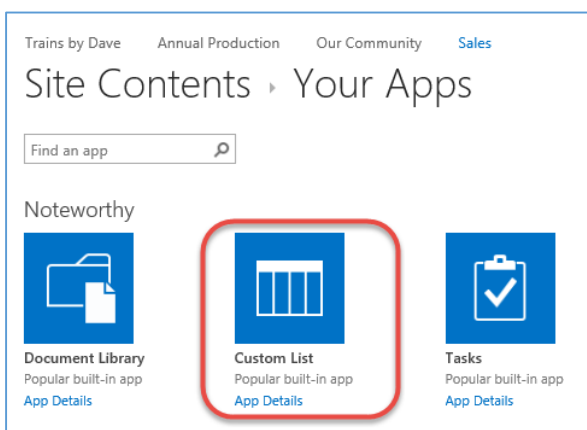 Trains by Dave Annual Production Our Community Sales
Site Contents ▸ Your Apps
Find an app
Noteworthy
Document Library Custom List Tasks
Popular built-in app Popular built-in app Popular built-in app
App Details App Details App Details